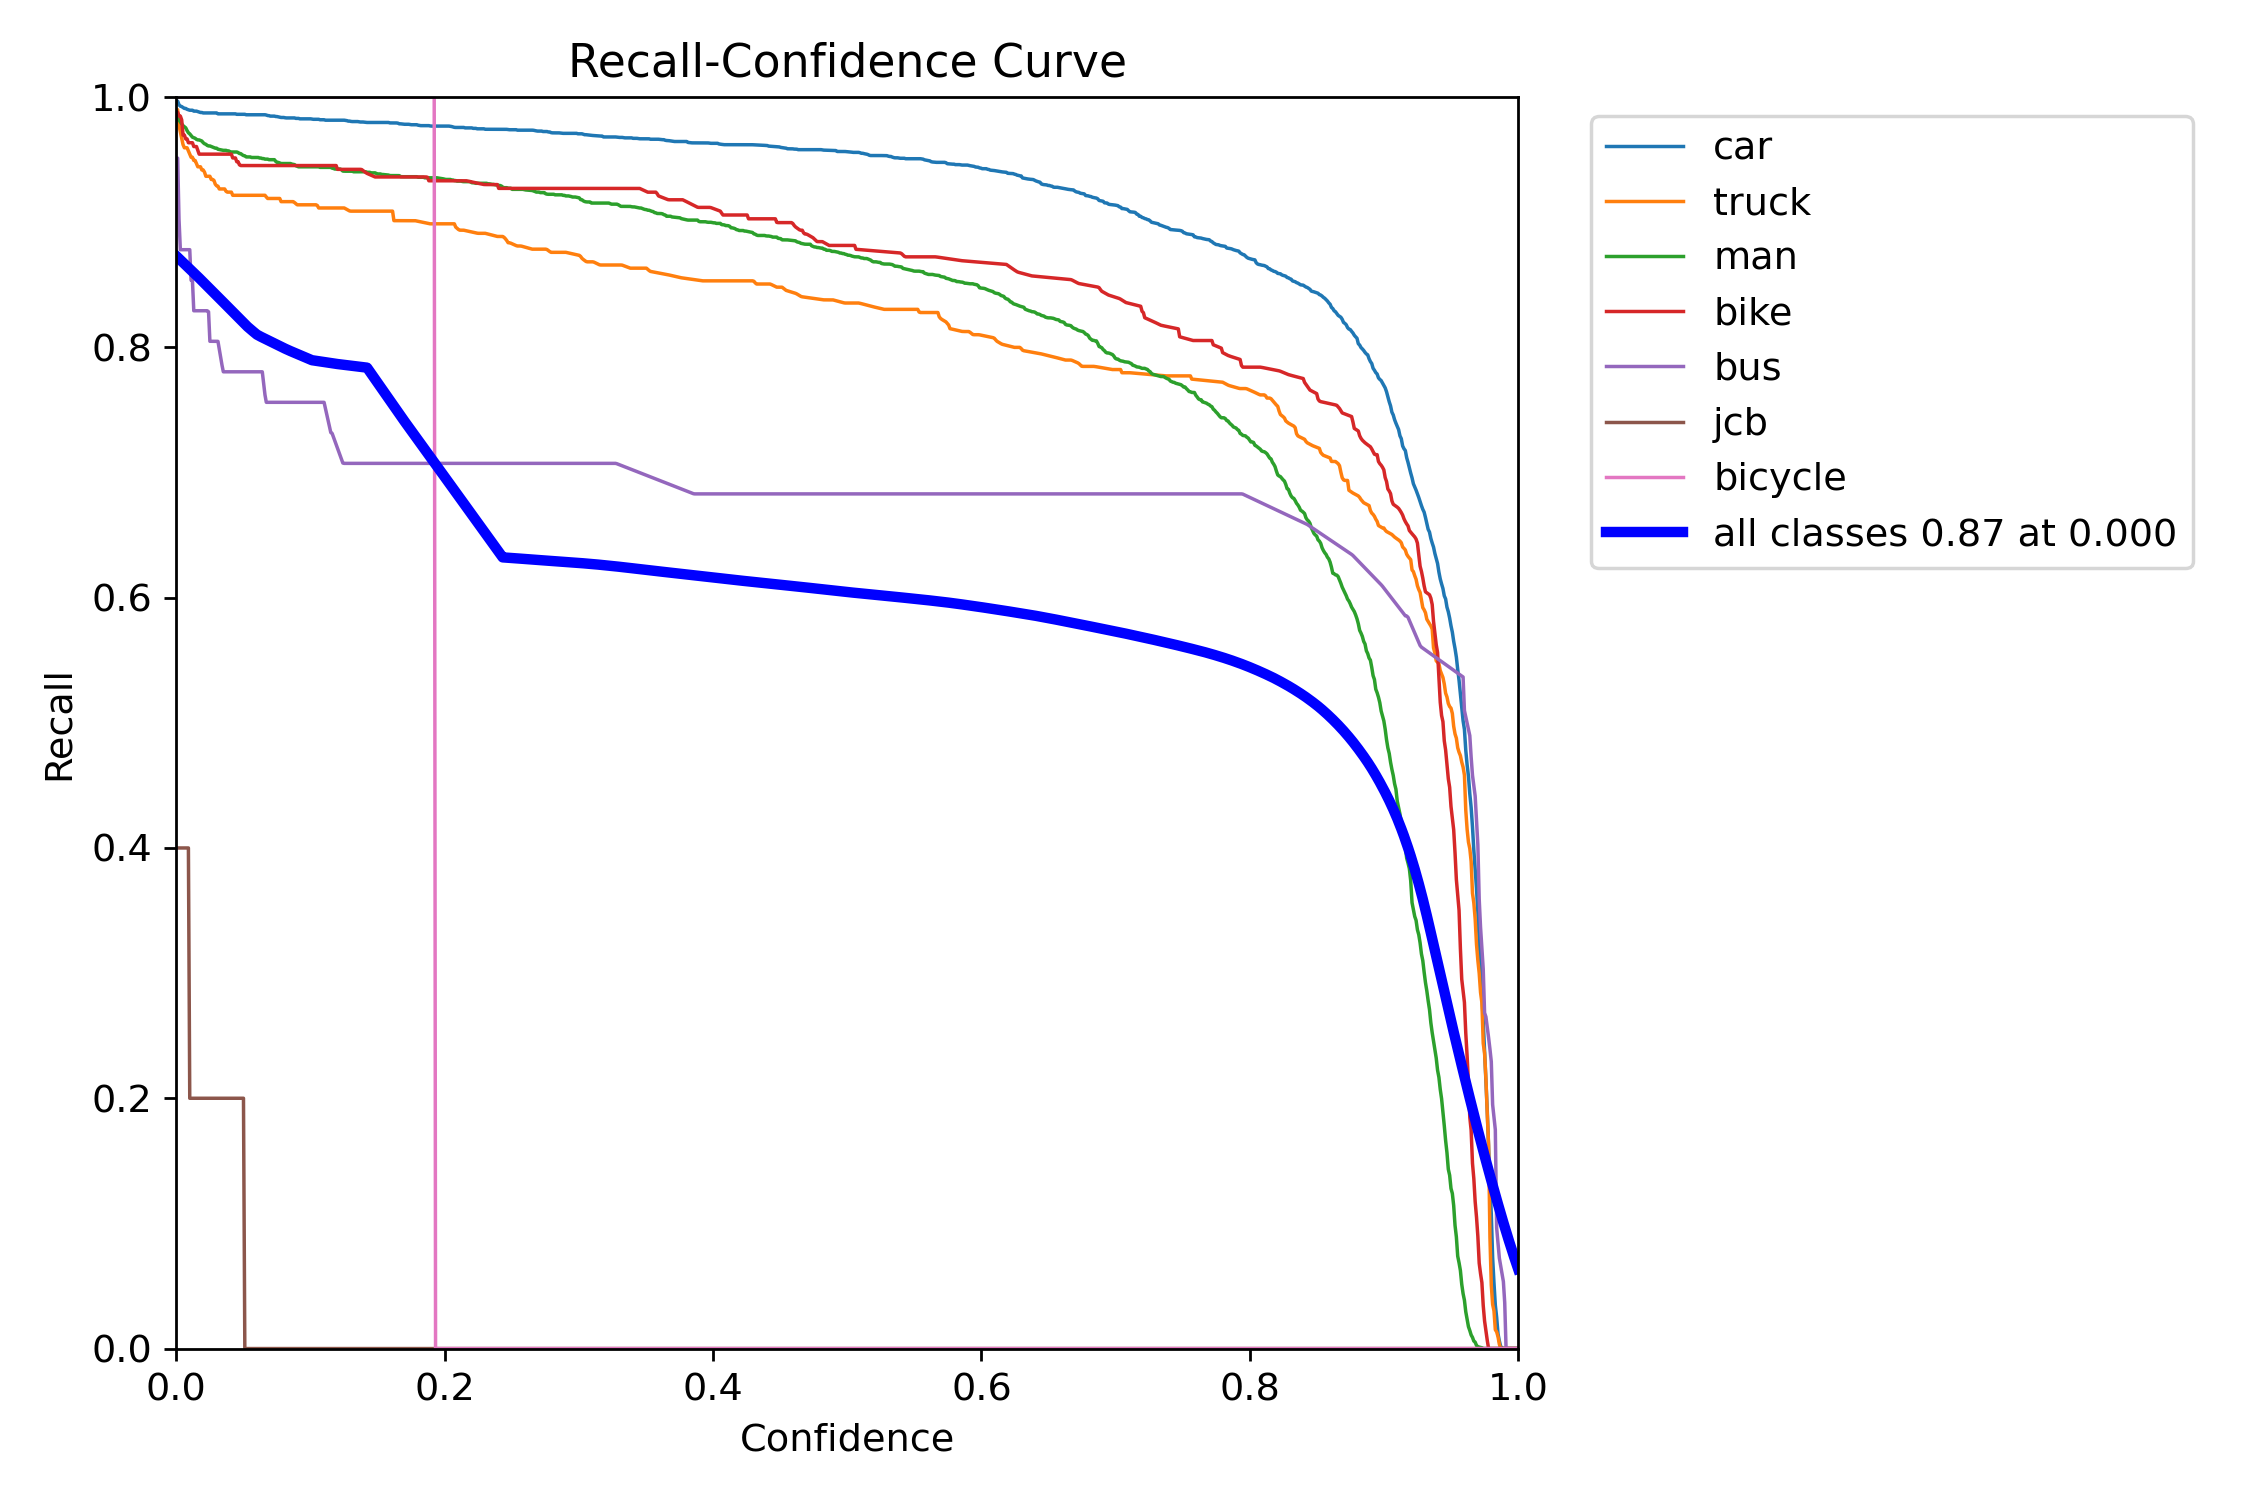 Recall-Confidence Curve
1.0
0.8
0.6
0.4
0.2
0.0
Recall
0.0 0.2 0.4 0.6 0.8 1.0
Confidence
car
truck
man
bike
bus
jcb
bicycle
all classes 0.87 at 0.000